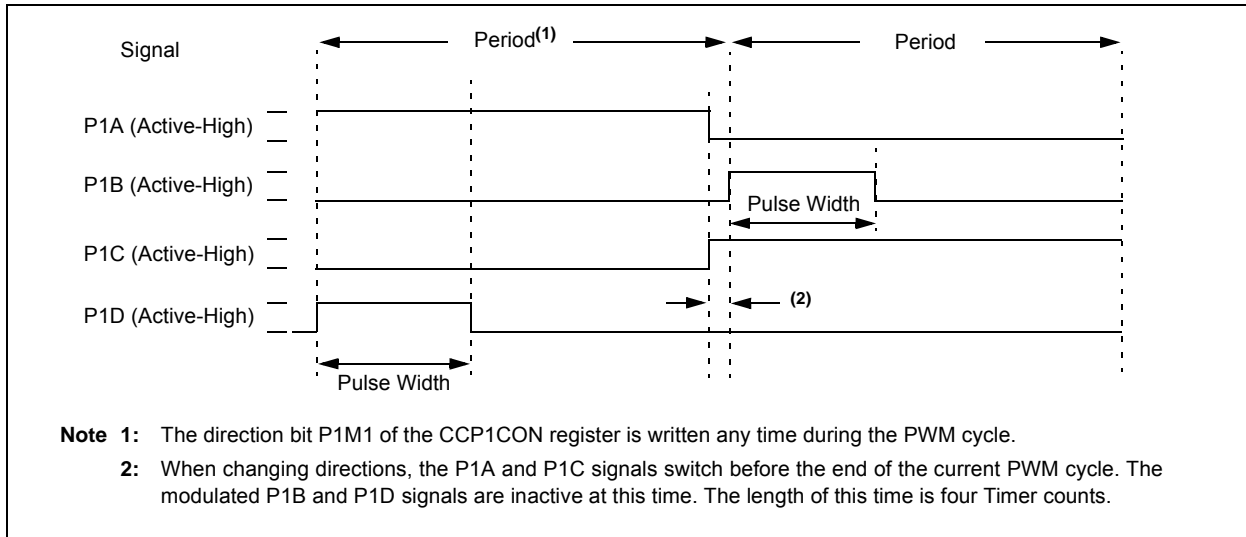 Signal
Period(1)
Period
P1A (Active-High)
P1B (Active-High)
Pulse Width
P1C (Active-High)
(2)
P1D (Active-High)
Pulse Width
Note 1: The direction bit P1M1 of the CCP1CON register is written any time during the PWM cycle.
2: When changing directions, the P1A and P1C signals switch before the end of the current PWM cycle. The
modulated P1B and P1D signals are inactive at this time. The length of this time is four Timer counts.